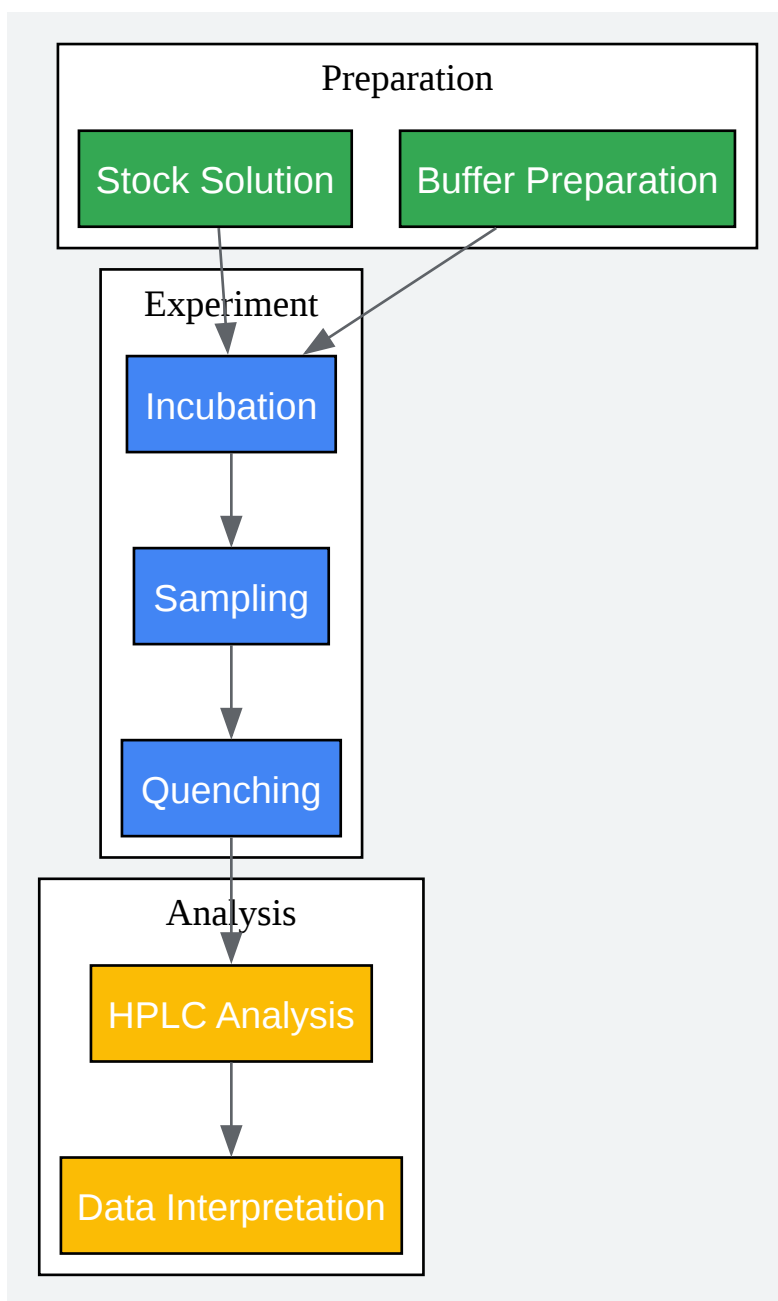 Preparation
Stock Solution
Buffer Preparation
Experiment
Incubation
Sampling
Quenching
Analysis
HPLC Analysis
Data Interpretation